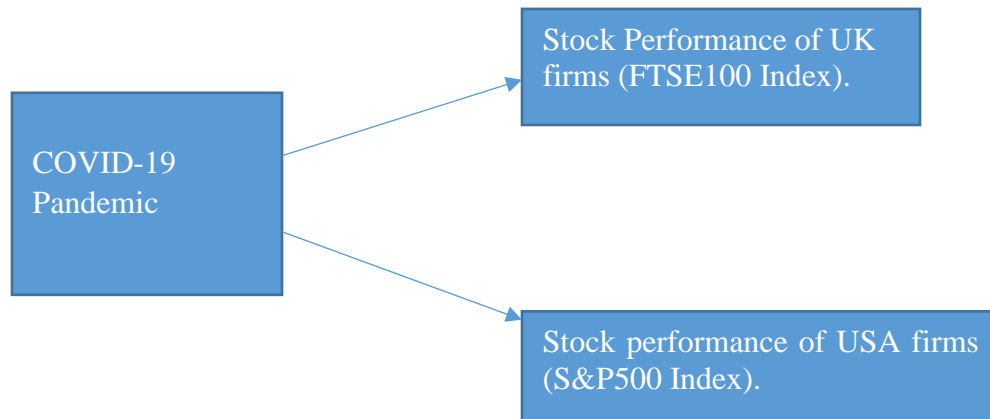 Stock Performance of UK
firms (FTSE100 Index).
COVID-19
Pandemic
Stock performance of USA firms
(S&P500 Index).